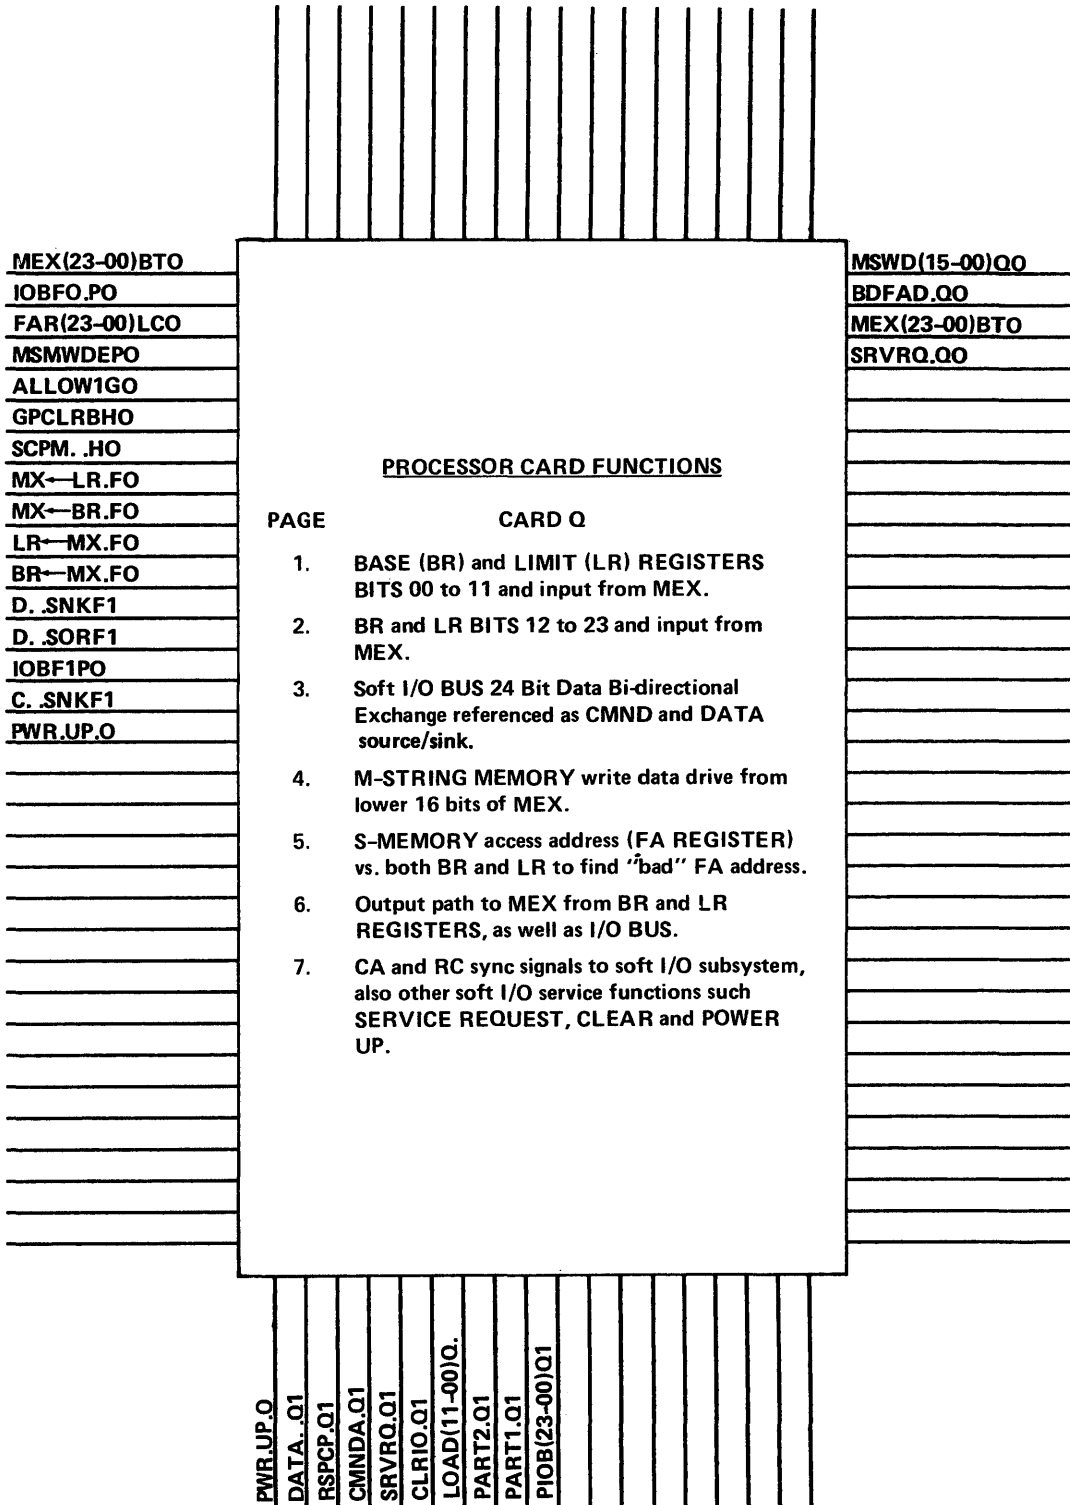 MEX(23-00)BTO
IOBFO.PO
FAR(23-00)LCO
MSMWDEPO
ALLOW1GO
GPCLRBHO
SCPM. .HO
MX←LR.FO
MX←BR.FO
LR←MX.FO
BR←MX.FO
D. .SNKF1
D. .SORF1
IOBF1PO
C. .SNKF1
PWR.UP.O
MSWD(15-00)QO
BDFAD.QO
MEX(23-00)BTO
SRVRQ.QO
PROCESSOR CARD FUNCTIONS
PAGE CARD Q
1. BASE (BR) and LIMIT (LR) REGISTERS
BITS 00 to 11 and input from MEX.
2. BR and LR BITS 12 to 23 and input from
MEX.
3. Soft I/O BUS 24 Bit Data Bi-directional
Exchange referenced as CMND and DATA
source/sink.
4. M-STRING MEMORY write data drive from
lower 16 bits of MEX.
5. S-MEMORY access address (FA REGISTER)
vs. both BR and LR to find "bad" FA address.
6. Output path to MEX from BR and LR
REGISTERS, as well as I/O BUS.
7. CA and RC sync signals to soft I/O subsystem,
also other soft I/O service functions such
SERVICE REQUEST, CLEAR and POWER
UP.
PWR.UP.O
DATA. .Q1
RSPCP.Q1
CMNDA.Q1
SRVRQ.Q1
CLRIO.Q1
LOAD(11-00)Q.
PART2.Q1
PART1.Q1
PIOB(23-00)Q1